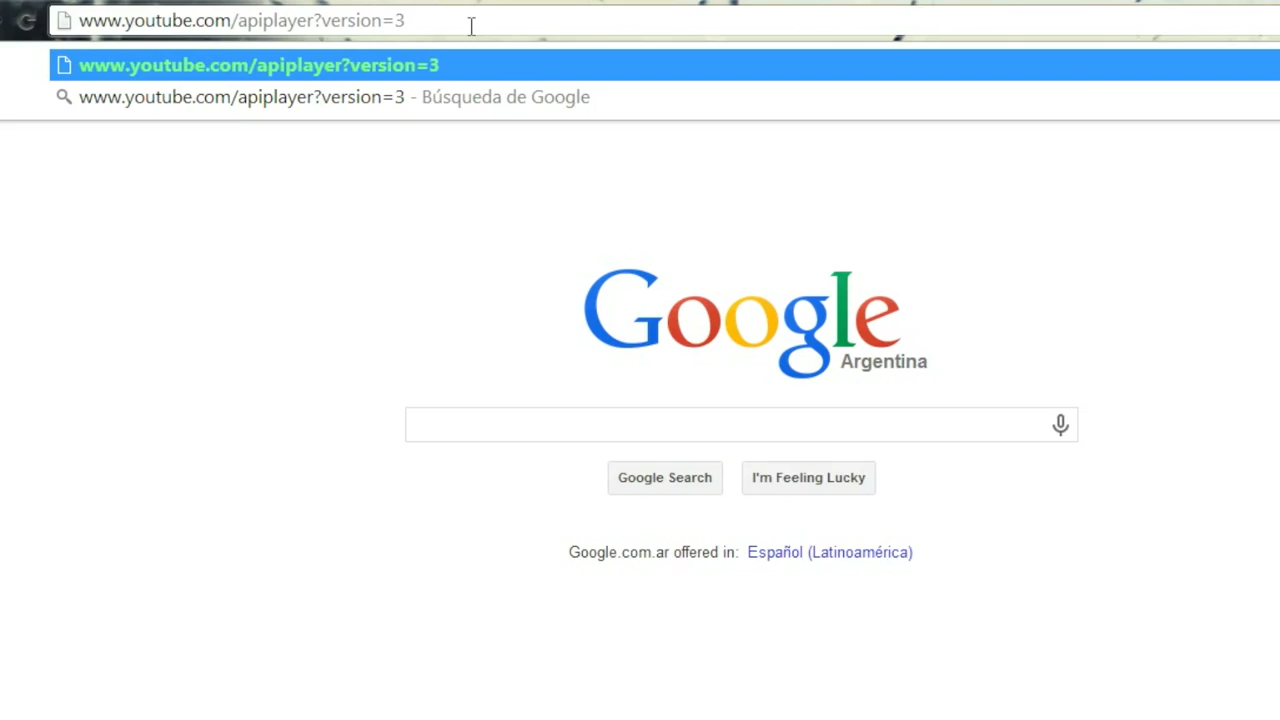 www.youtube.com/apiplayer?version=3
www.youtube.com/apiplayer?version=3
www.youtube.com/apiplayer?version=3 - Búsqueda de Google
Google
Argentina
Google Search
I'm Feeling Lucky
Google.com.ar offered in: Español (Latinoamérica)